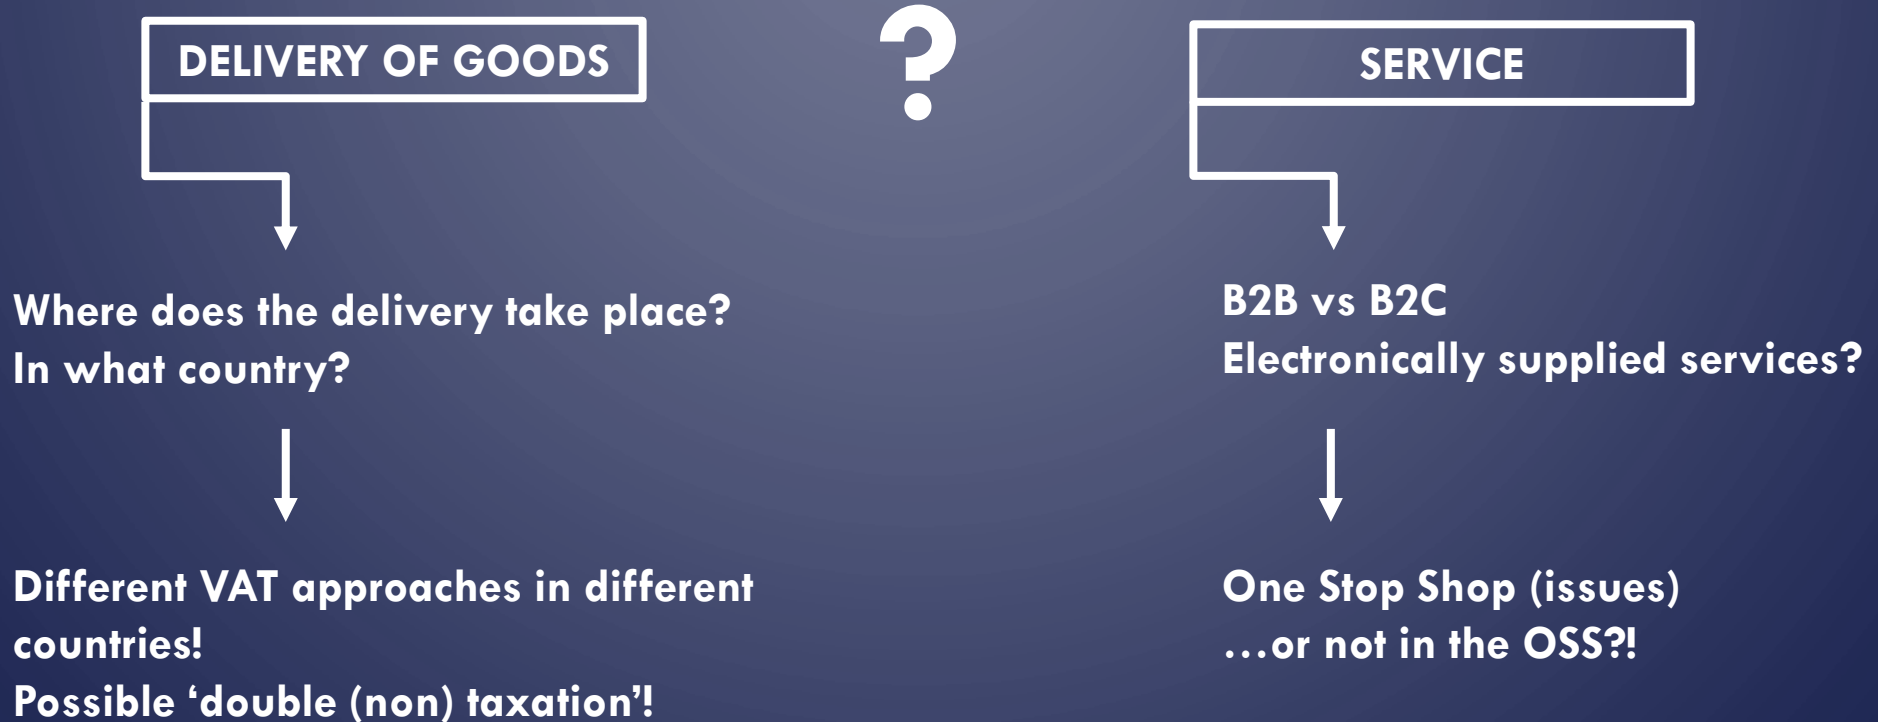 DELIVERY OF GOODS
?
SERVICE
Where does the delivery take place?
In what country?
Different VAT approaches in different
countries!
Possible ‘double (non) taxation’!
B2B vs B2C
Electronically supplied services?
One Stop Shop (issues)
…or not in the OSS?!